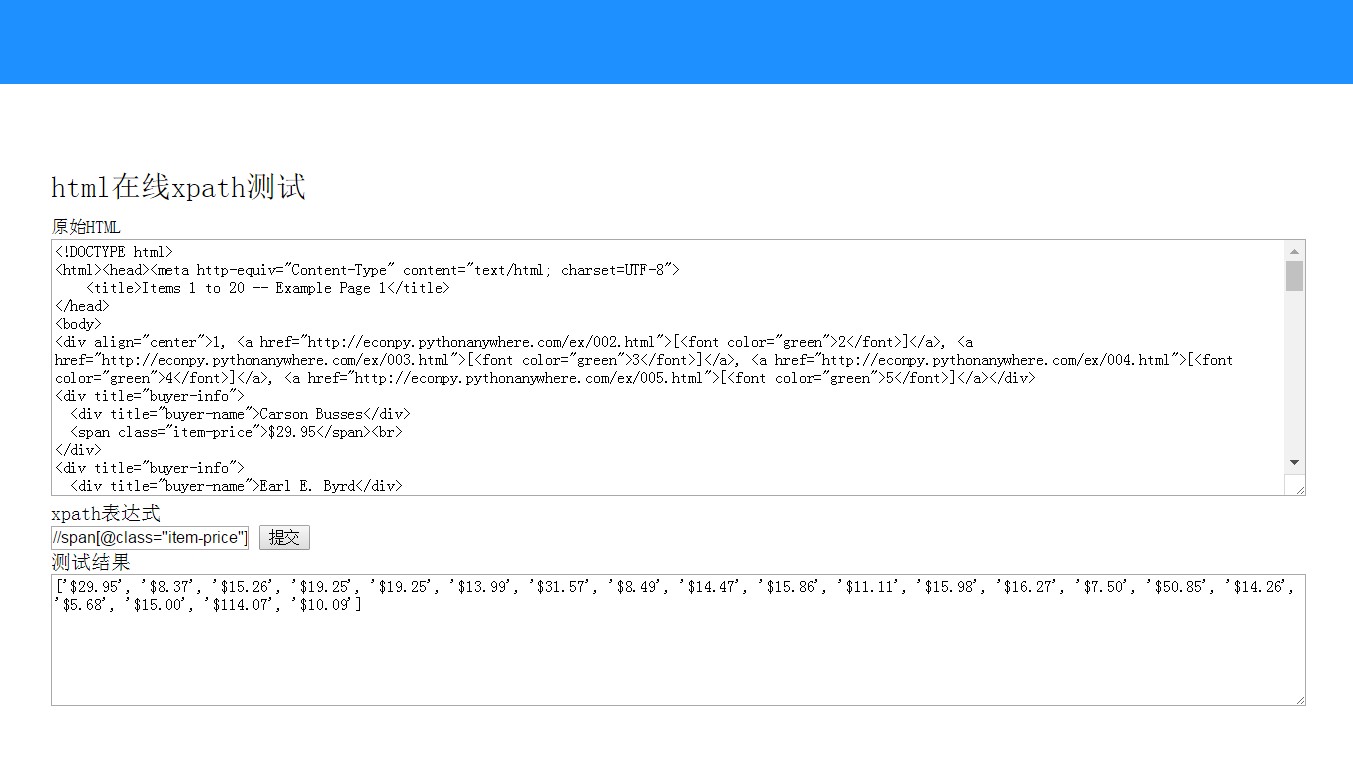 html在线xpath测试
原始HTML
<!DOCTYPE html>
<html><head><meta http-equiv="Content-Type" content="text/html; charset=UTF-8">
    <title>Items 1 to 20 -- Example Page 1</title>
</head>
<body>
<div align="center">1, <a href="http://econpy.pythonanywhere.com/ex/002.html">[<font color="green">2</font>]</a>, <a
href="http://econpy.pythonanywhere.com/ex/003.html">[<font color="green">3</font>]</a>, <a href="http://econpy.pythonanywhere.com/ex/004.html">[<font
color="green">4</font>]</a>, <a href="http://econpy.pythonanywhere.com/ex/005.html">[<font color="green">5</font>]</a></div>
<div title="buyer-info">
  <div title="buyer-name">Carson Busses</div>
  <span class="item-price">$29.95</span><br>
</div>
<div title="buyer-info">
  <div title="buyer-name">Earl E. Byrd</div>
xpath表达式
//span[@class="item-price"] 提交
测试结果
['$29.95', '$8.37', '$15.26', '$19.25', '$19.25', '$13.99', '$31.57', '$8.49', '$14.47', '$15.86', '$11.11', '$15.98', '$16.27', '$7.50', '$50.85', '$14.26',
'$5.68', '$15.00', '$114.07', '$10.09']